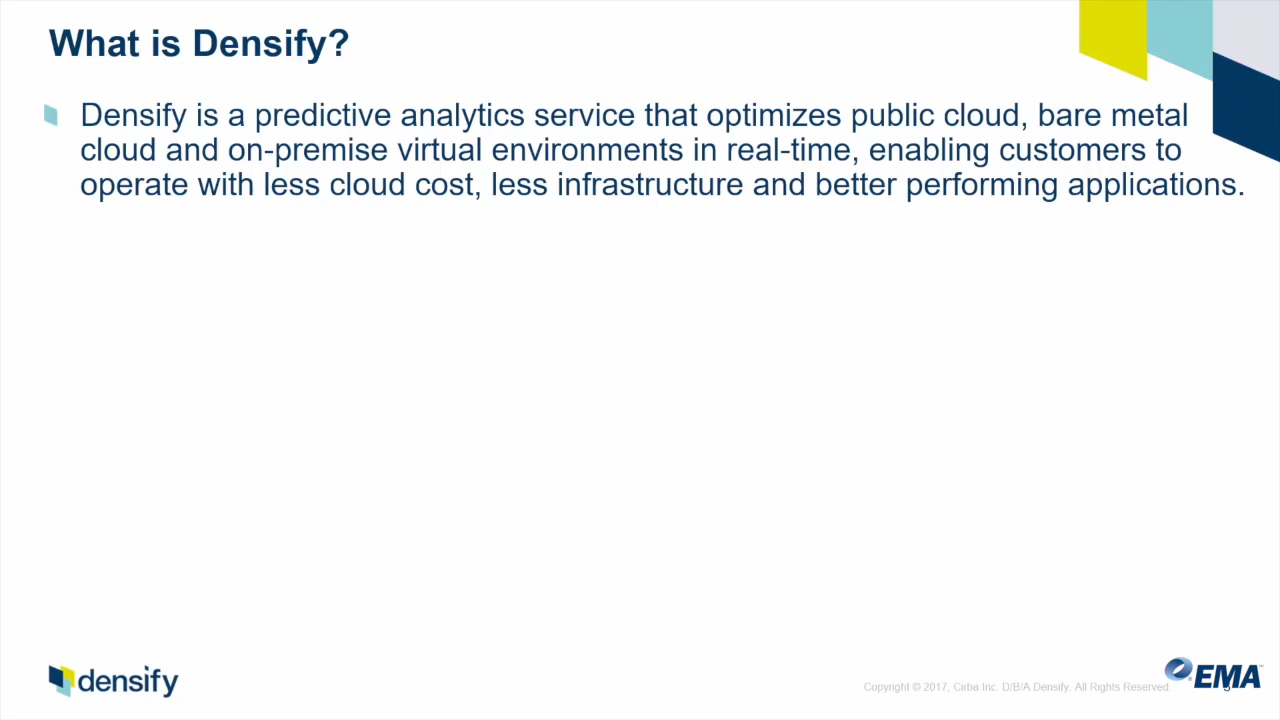 What is Densify?
Densify is a predictive analytics service that optimizes public cloud, bare metal
cloud and on-premise virtual environments in real-time, enabling customers to
operate with less cloud cost, less infrastructure and better performing applications.
densify
Copyright © 2017, Cirba Inc. D/B/A Densify. All Rights Reserved.
EMA™